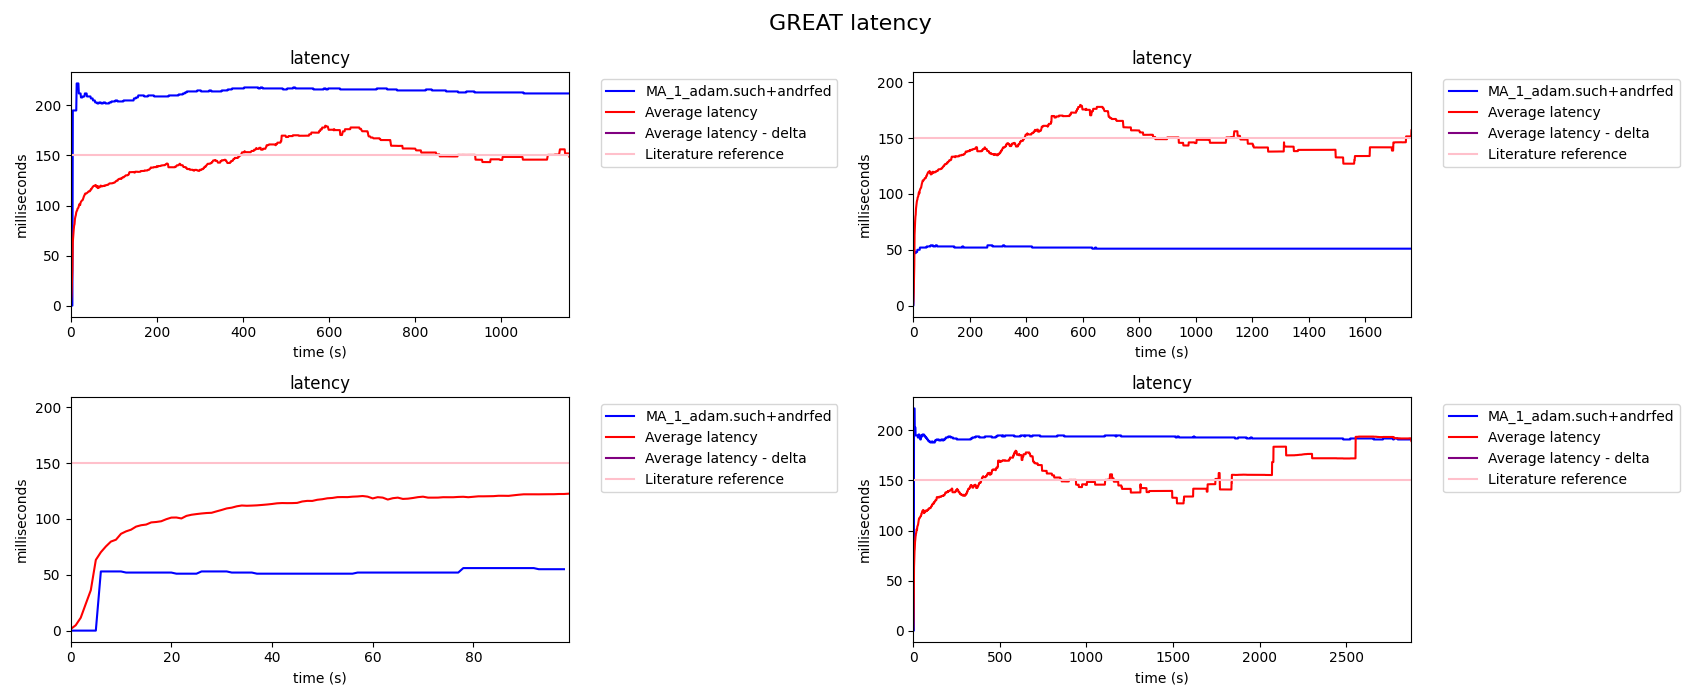 GREAT latency
latency
milliseconds
200
150
100
50
0
0 200 400 600 800 1000
time (s)
MA_1_adam.such+andrfed
Average latency
Average latency - delta
Literature reference
latency
milliseconds
200
150
100
50
0
0 200 400 600 800 1000 1200 1400 1600
time (s)
MA_1_adam.such+andrfed
Average latency
Average latency - delta
Literature reference
latency
milliseconds
200
150
100
50
0
0 20 40 60 80
time (s)
MA_1_adam.such+andrfed
Average latency
Average latency - delta
Literature reference
latency
milliseconds
200
150
100
50
0
0 500 1000 1500 2000 2500
time (s)
MA_1_adam.such+andrfed
Average latency
Average latency - delta
Literature reference